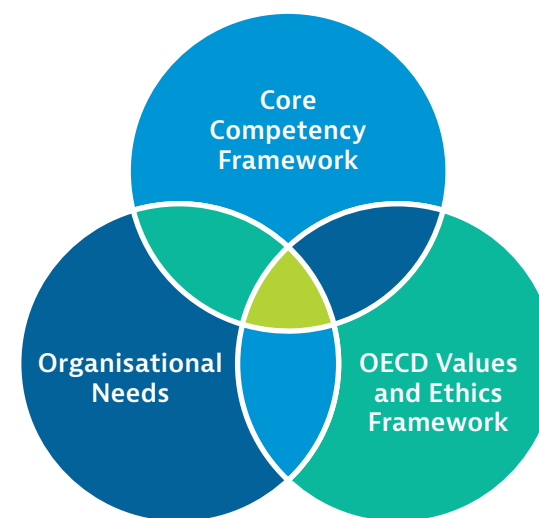 Core
Competency
Framework
Organisational
Needs
OECD Values
and Ethics
Framework